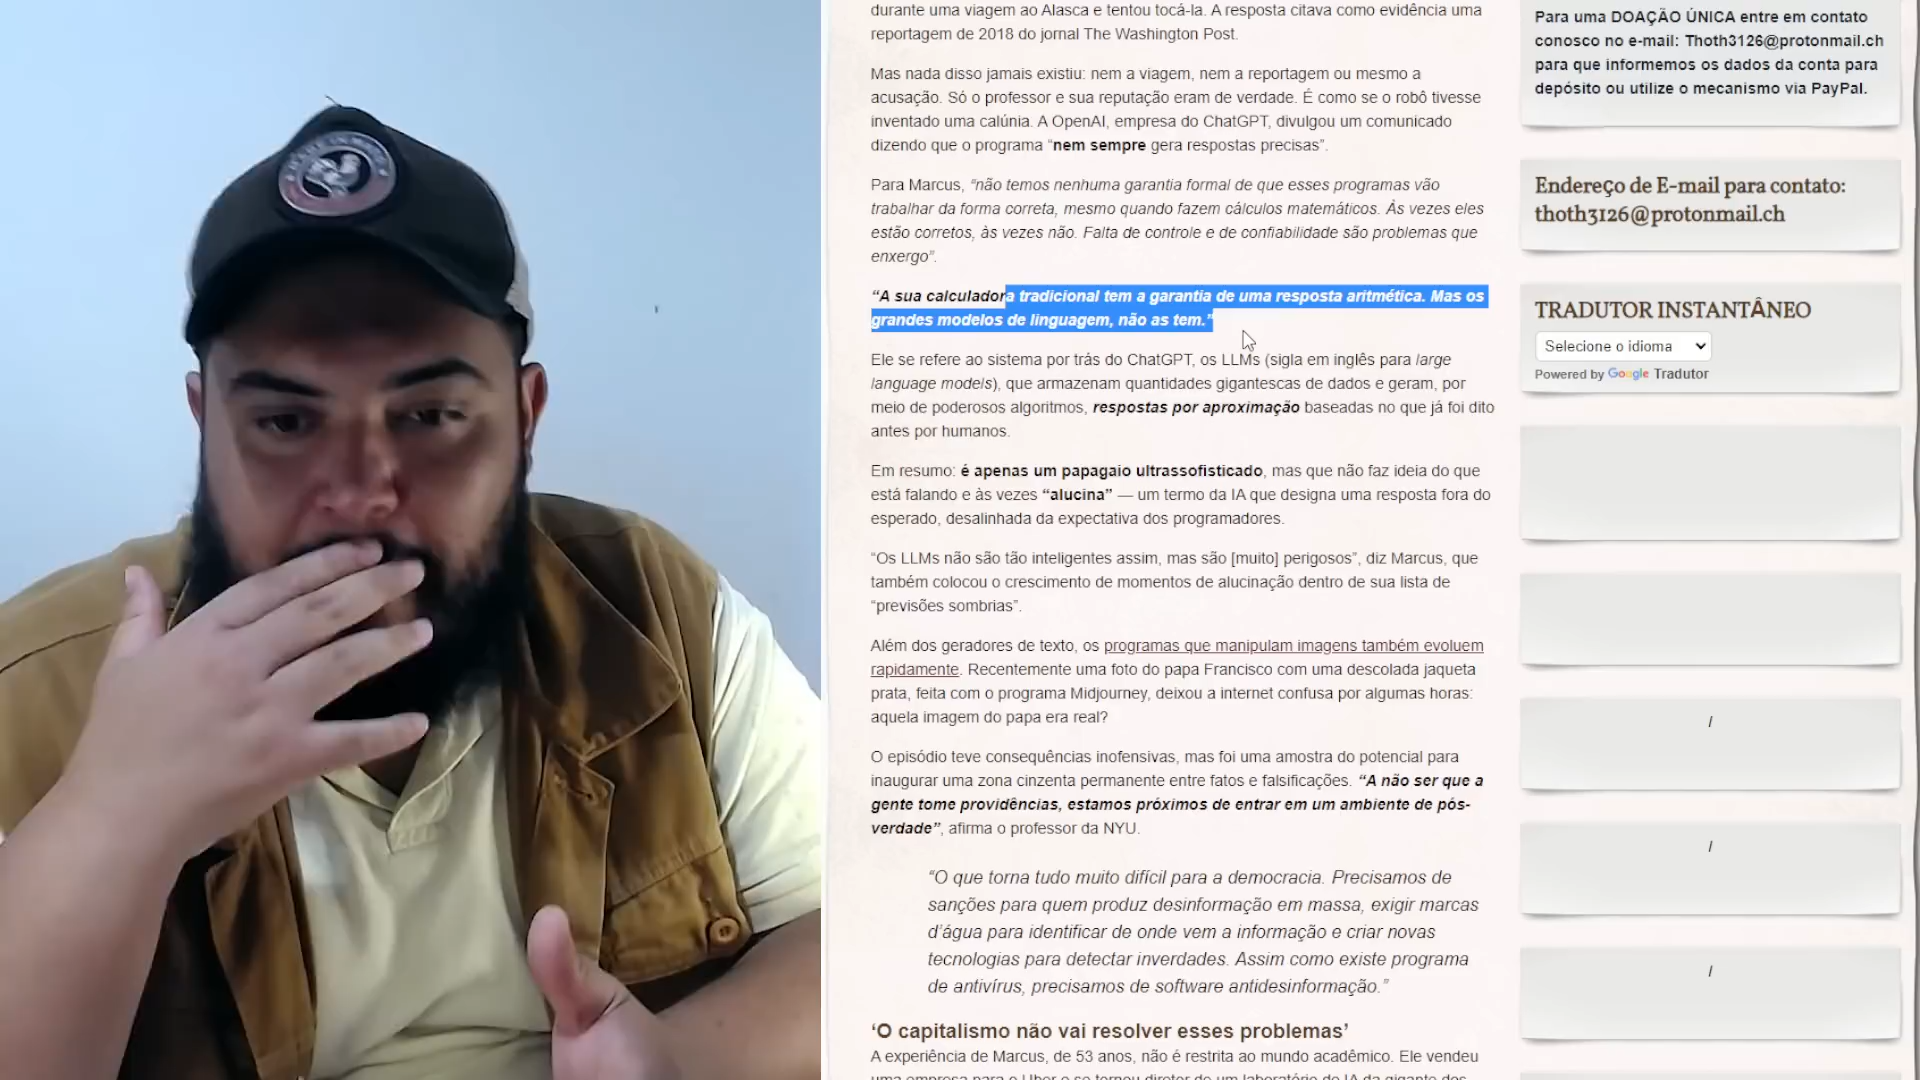 durante uma viagem ao Alasca e tentou tocá-la. A resposta citava como evidência uma
reportagem de 2018 do jornal The Washington Post.
Mas nada disso jamais existiu: nem a viagem, nem a reportagem ou mesmo a
acusação. Só o professor e sua reputação eram de verdade. É como se o robô tivesse
inventado uma calúnia. A OpenAI, empresa do ChatGPT, divulgou um comunicado
dizendo que o programa “nem sempre gera respostas precisas”.
Para Marcus, “não temos nenhuma garantia formal de que esses programas vão
trabalhar da forma correta, mesmo quando fazem cálculos matemáticos. Às vezes eles
estão corretos, às vezes não. Falta de controle e de confiabilidade são problemas que
enxergo”.
“A sua calculadora tradicional tem a garantia de uma resposta aritmética. Mas os
grandes modelos de linguagem, não as tem.”
Ele se refere ao sistema por trás do ChatGPT, os LLMs (sigla em inglês para large
language models), que armazenam quantidades gigantescas de dados e geram, por
meio de poderosos algoritmos, respostas por aproximação baseadas no que já foi dito
antes por humanos.
Em resumo: é apenas um papagaio ultrassofisticado, mas que não faz ideia do que
está falando e às vezes “alucina” — um termo da IA que designa uma resposta fora do
esperado, desalinhada da expectativa dos programadores.
“Os LLMs não são tão inteligentes assim, mas são [muito] perigosos”, diz Marcus, que
também colocou o crescimento de momentos de alucinação dentro de sua lista de
“previsões sombrias”.
Além dos geradores de texto, os programas que manipulam imagens também evoluem
rapidamente. Recentemente uma foto do papa Francisco com uma descolada jaqueta
prata, feita com o programa Midjourney, deixou a internet confusa por algumas horas:
aquela imagem do papa era real?
O episódio teve consequências inofensivas, mas foi uma amostra do potencial para
inaugurar uma zona cinzenta permanente entre fatos e falsificações. “A não ser que a
gente tome providências, estamos próximos de entrar em um ambiente de pós-
verdade”, afirma o professor da NYU.
“O que torna tudo muito difícil para a democracia. Precisamos de
sanções para quem produz desinformação em massa, exigir marcas
d’água para identificar de onde vem a informação e criar novas
tecnologias para detectar inverdades. Assim como existe programa
de antivírus, precisamos de software antidesinformação.”
‘O capitalismo não vai resolver esses problemas’
A experiência de Marcus, de 53 anos, não é restrita ao mundo acadêmico. Ele vendeu
uma empresa para o Uber e se tornou diretor de um laboratório de IA da gigante dos
Para uma DOAÇÃO ÚNICA entre em contato
conosco no e-mail: Thoth3126@protonmail.ch
para que informemos os dados da conta para
depósito ou utilize o mecanismo via PayPal.
Endereço de E-mail para contato:
thoth3126@protonmail.ch
TRADUTOR INSTANTÂNEO
Selecione o idioma
Powered by Google Tradutor
/
/
/